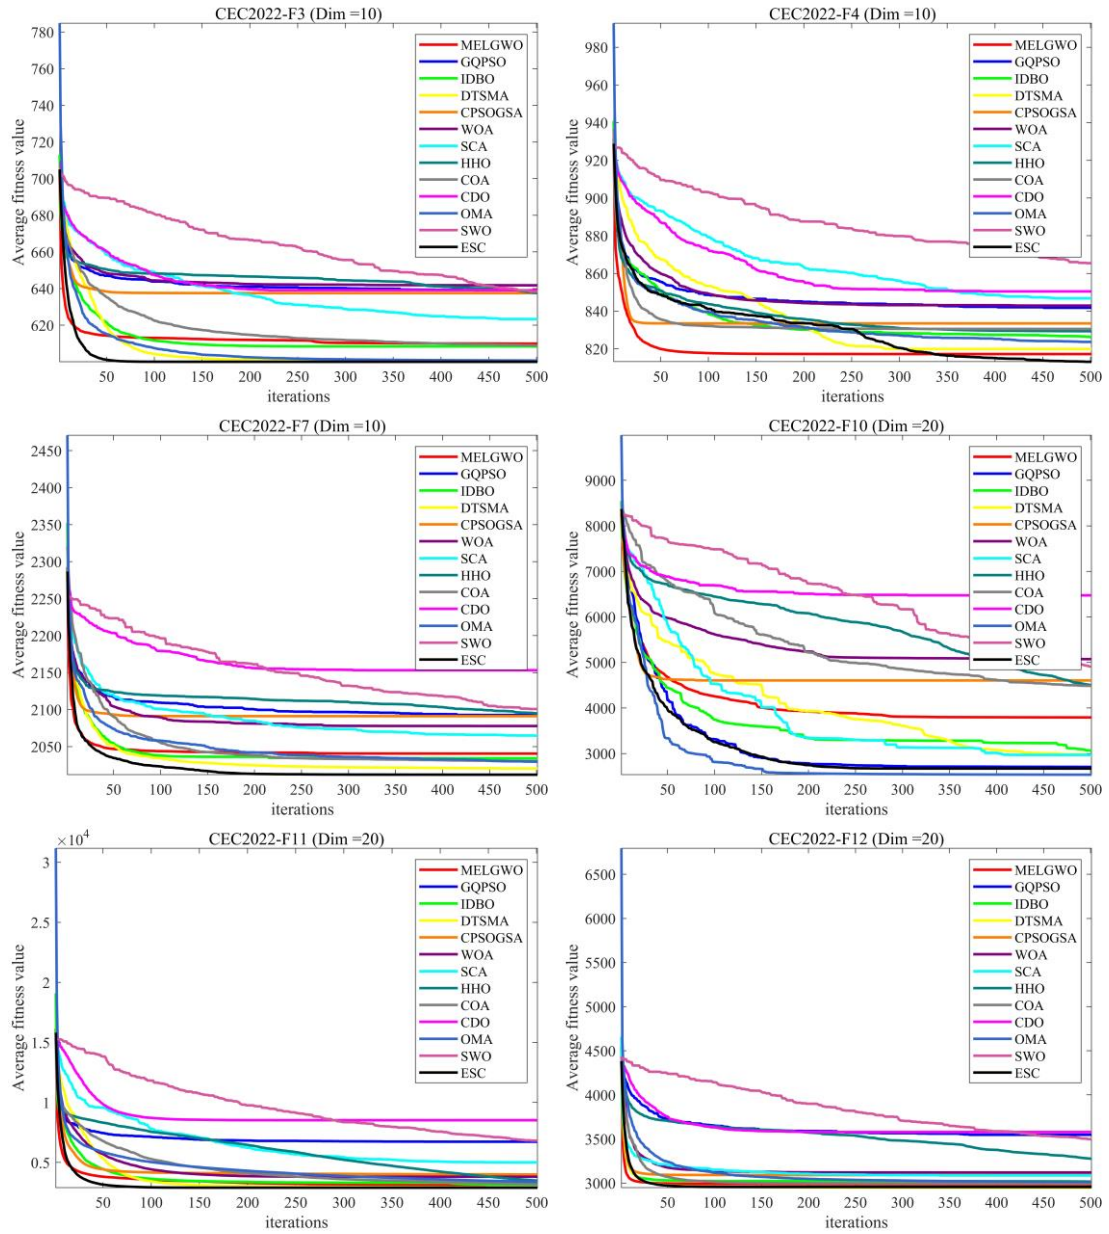 CEC2022-F3 (Dim =10)
780
760
740
720
700
680
660
640
620
Average fitness value
MELGWO
GQPSO
IDBO
DTSMA
CPSOGSA
WOA
SCA
HHO
COA
CDO
OMA
SWO
ESC
50 100 150 200 250 300 350 400 450 500
iterations
CEC2022-F4 (Dim =10)
980
960
940
920
900
880
860
840
820
Average fitness value
MELGWO
GQPSO
IDBO
DTSMA
CPSOGSA
WOA
SCA
HHO
COA
CDO
OMA
SWO
ESC
50 100 150 200 250 300 350 400 450 500
iterations
CEC2022-F7 (Dim =10)
2450
2400
2350
2300
2250
2200
2150
2100
2050
Average fitness value
MELGWO
GQPSO
IDBO
DTSMA
CPSOGSA
WOA
SCA
HHO
COA
CDO
OMA
SWO
ESC
50 100 150 200 250 300 350 400 450 500
iterations
CEC2022-F10 (Dim =20)
9000
8000
7000
6000
5000
4000
3000
Average fitness value
MELGWO
GQPSO
IDBO
DTSMA
CPSOGSA
WOA
SCA
HHO
COA
CDO
OMA
SWO
ESC
50 100 150 200 250 300 350 400 450 500
iterations
×10⁴
CEC2022-F11 (Dim =20)
3
2.5
2
1.5
1
0.5
Average fitness value
MELGWO
GQPSO
IDBO
DTSMA
CPSOGSA
WOA
SCA
HHO
COA
CDO
OMA
SWO
ESC
50 100 150 200 250 300 350 400 450 500
iterations
CEC2022-F12 (Dim =20)
6500
6000
5500
5000
4500
4000
3500
3000
Average fitness value
MELGWO
GQPSO
IDBO
DTSMA
CPSOGSA
WOA
SCA
HHO
COA
CDO
OMA
SWO
ESC
50 100 150 200 250 300 350 400 450 500
iterations